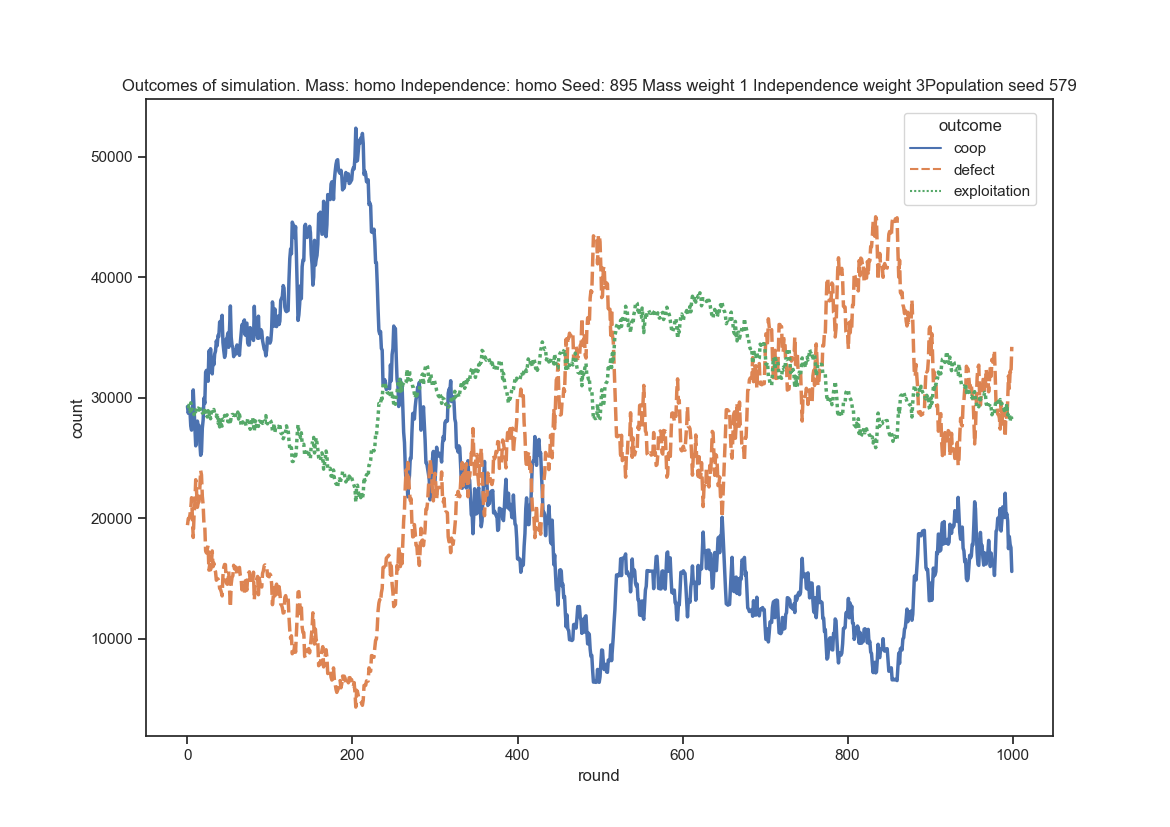 Outcomes of simulation. Mass: homo Independence: homo Seed: 895 Mass weight 1 Independence weight 3Population seed 579
outcome
coop
defect
exploitation
50000
40000
30000
20000
10000
count
0
200
400
600
800
1000
round